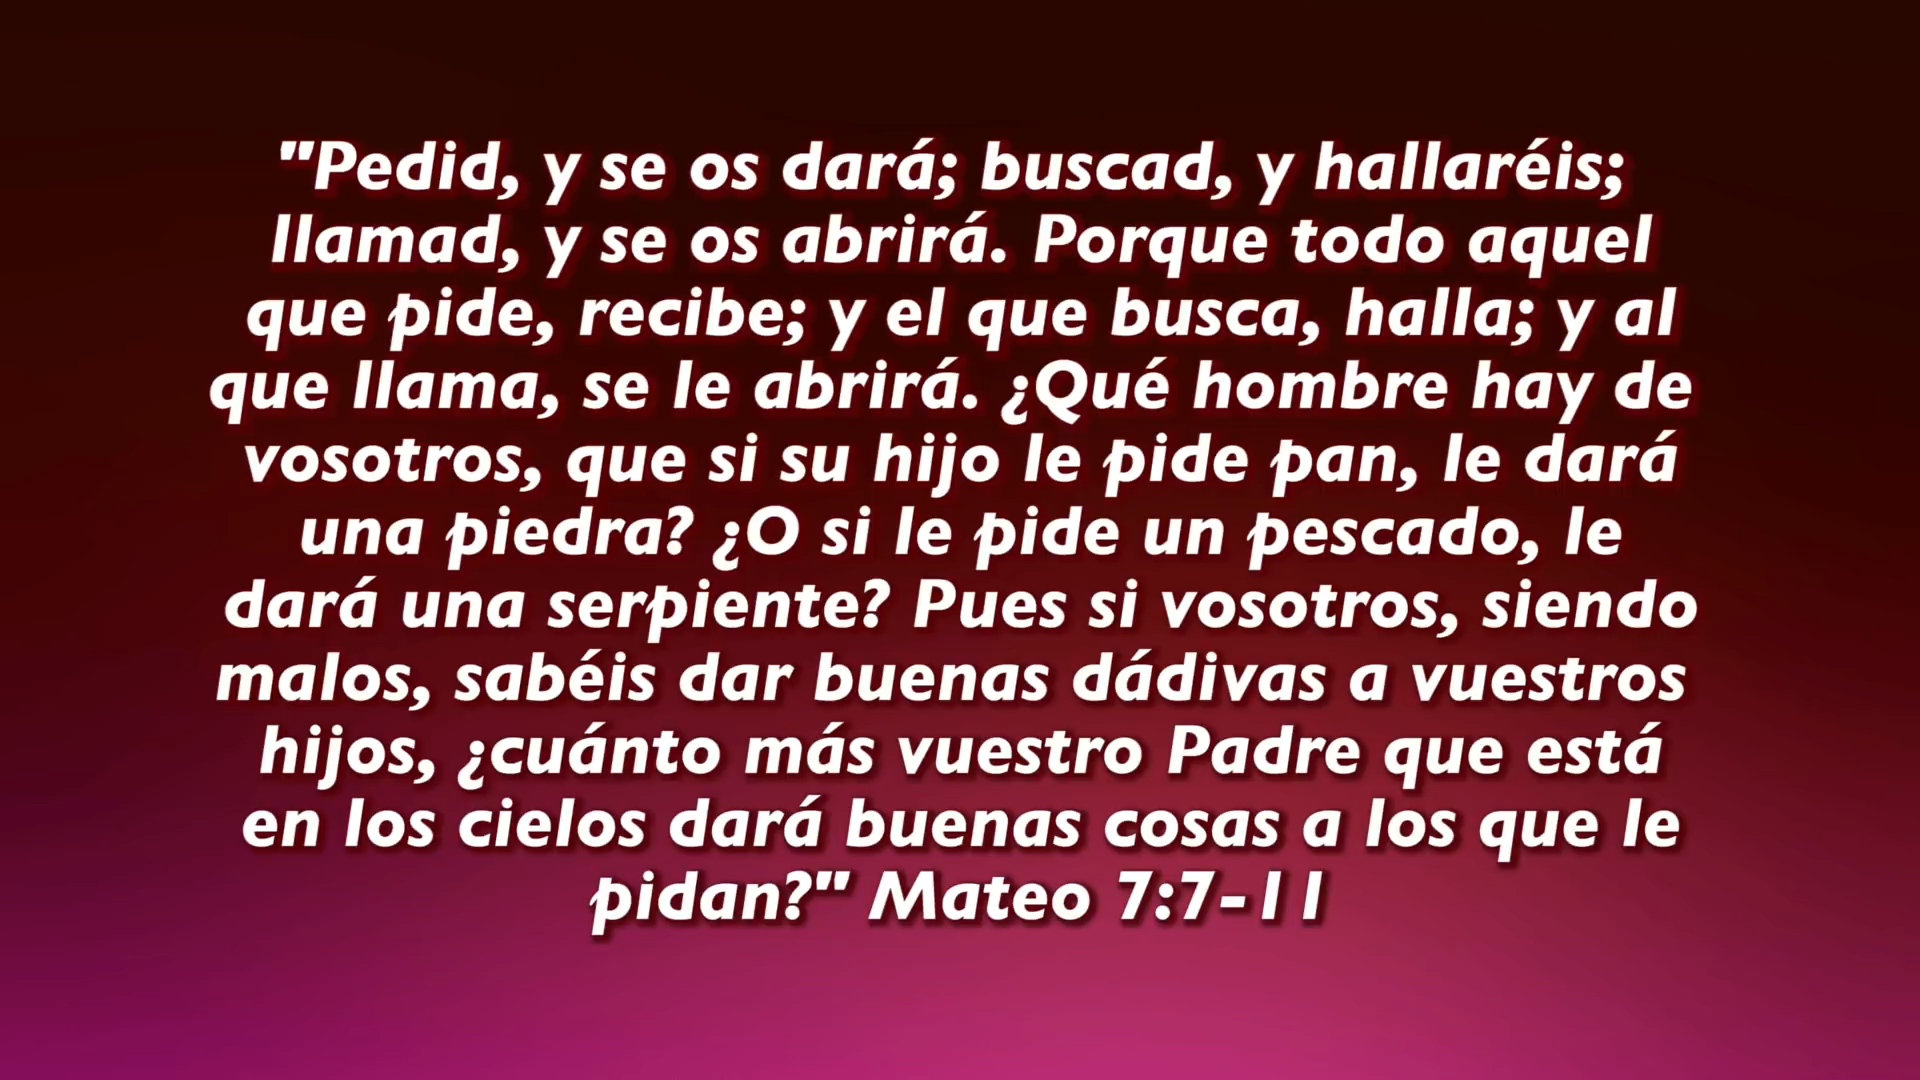 "Pedid, y se os dará; buscad, y hallaréis;
llamad, y se os abrirá. Porque todo aquel
que pide, recibe; y el que busca, halla; y al
que llama, se le abrirá. ¿Qué hombre hay de
vosotros, que si su hijo le pide pan, le dará
una piedra? ¿O si le pide un pescado, le
dará una serpiente? Pues si vosotros, siendo
malos, sabéis dar buenas dádivas a vuestros
hijos, ¿cuánto más vuestro Padre que está
en los cielos dará buenas cosas a los que le
pidan?" Mateo 7:7-11